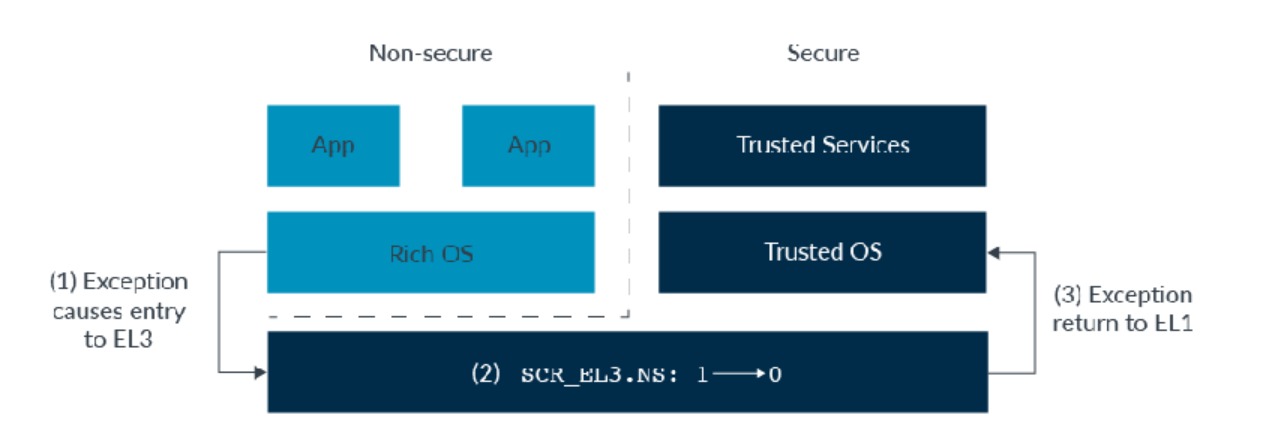 Non-secure
Secure
App
App
Trusted Services
Rich OS
Trusted OS
(1) Exception
causes entry
to EL3
(3) Exception
return to EL1
(2) SCR_EL3.NS: 1⟶0